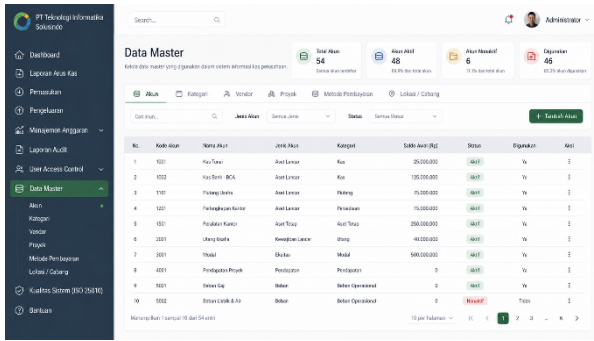 PT Teknologi Informatika
Solusindo
Search...
Administrator
Dashboard
Laporan Arus Kas
Pemasukan
Pengeluaran
Manajemen Anggaran
Laporan Audit
User Access Control
Data Master
Akun
Kategori
Vendor
Proyek
Metode Pembayaran
Lokasi / Cabang
Kualitas Sistem (ISO 25010)
Bantuan
Data Master
Kelola data master yang digunakan dalam sistem informasi kas perusahaan.
Total Akun
54
Semua akun terdaftar
Akun Aktif
48
88.9% dari total akun
Akun Nonaktif
6
11.1% dari total akun
Digunakan
46
85.2% akun digunakan
Akun Kategori Vendor Proyek Metode Pembayaran Lokasi / Cabang
Cari akun... Jenis Akun Semua Jenis Status Semua Status + Tambah Akun
No. Kode Akun Nama Akun Jenis Akun Kategori Saldo Awal (Rp) Status Digunakan Aksi
1 1001 Kas Tunai Aset Lancar Kas 25.000.000 Aktif Ya
2 1002 Kas Bank - BCA Aset Lancar Kas 125.000.000 Aktif Ya
3 1101 Piutang Usaha Aset Lancar Piutang 75.000.000 Aktif Ya
4 1201 Perlengkapan Kantor Aset Lancar Persediaan 15.000.000 Aktif Ya
5 1501 Peralatan Kantor Aset Tetap Aset Tetap 250.000.000 Aktif Ya
6 2001 Utang Usaha Kewajiban Lancar Utang 40.000.000 Aktif Ya
7 3001 Modal Ekuitas Modal 500.000.000 Aktif Ya
8 4001 Pendapatan Proyek Pendapatan Pendapatan 0 Aktif Ya
9 5001 Beban Gaji Beban Beban Operasional 0 Aktif Ya
10 5002 Beban Listrik & Air Beban Beban Operasional 0 Nonaktif Tidak
Menampilkan 1 sampai 10 dari 54 entri 10 per halaman 1 2 3 ... 6